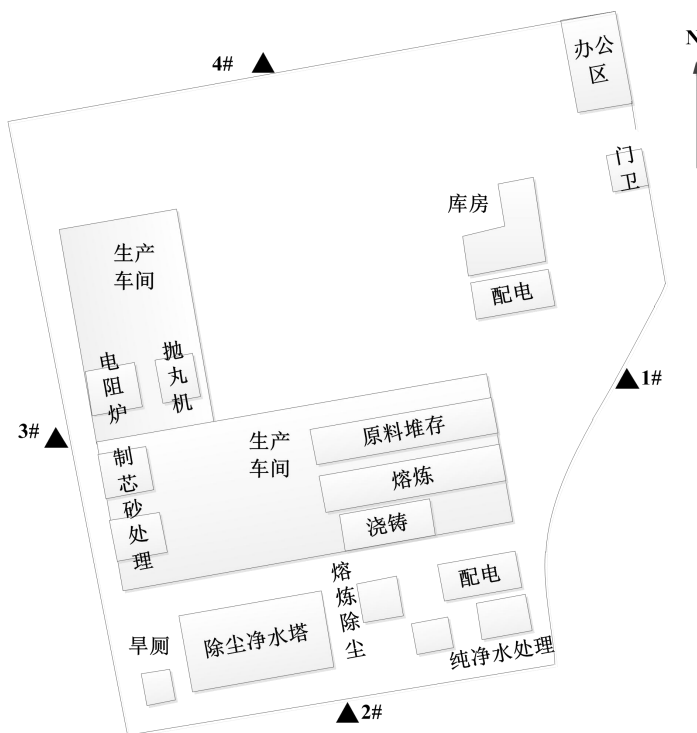 办公
区
4#
N
门
卫
库房
生产
车间
配电
电
阻
炉
抛
丸
机
1#
3#
生产
车间
原料堆存
制
芯
砂
处
理
熔炼
浇铸
熔
炼
除
尘
配电
旱厕
除尘净水塔
纯净水处理
2#